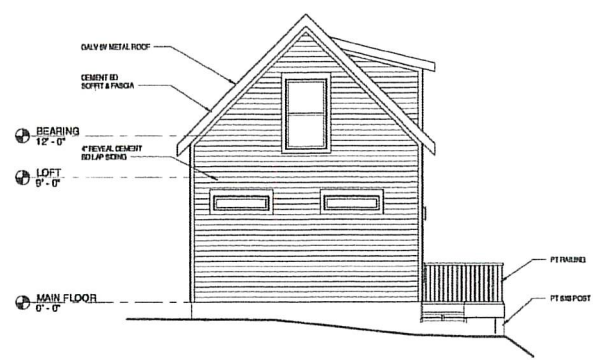 GALV 5V METAL ROOF
CEMENT BD
SOFFIT & FASCIA
BEARING
12' - 0"
4" REVEAL CEMENT
BD LAP SIDING
LOFT
9' - 0"
PT RAILING
MAIN FLOOR
0' - 0"
PT 6X6 POST